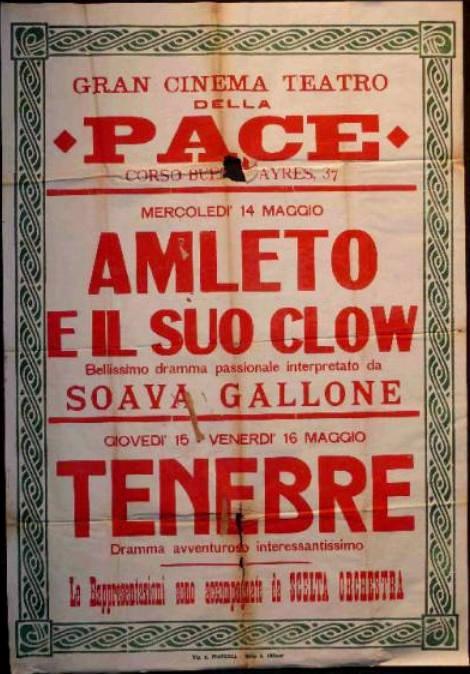 GRAN CINEMA TEATRO
DELLA
PACE
CORSO AYRES, 37
MERCOLEDI' 14 MAGGIO
AMLETO
E IL SUO CLOW
Bellissimo dramma passionale interpretato da
SOAVA GALLONE
GIOVEDI' 15 VENERDI' 16 MAGGIO
TENEBRE
Dramma avventuroso interessantissimo
Le Rappresentazioni sono accompagnate da SCELTA ORCHESTRA